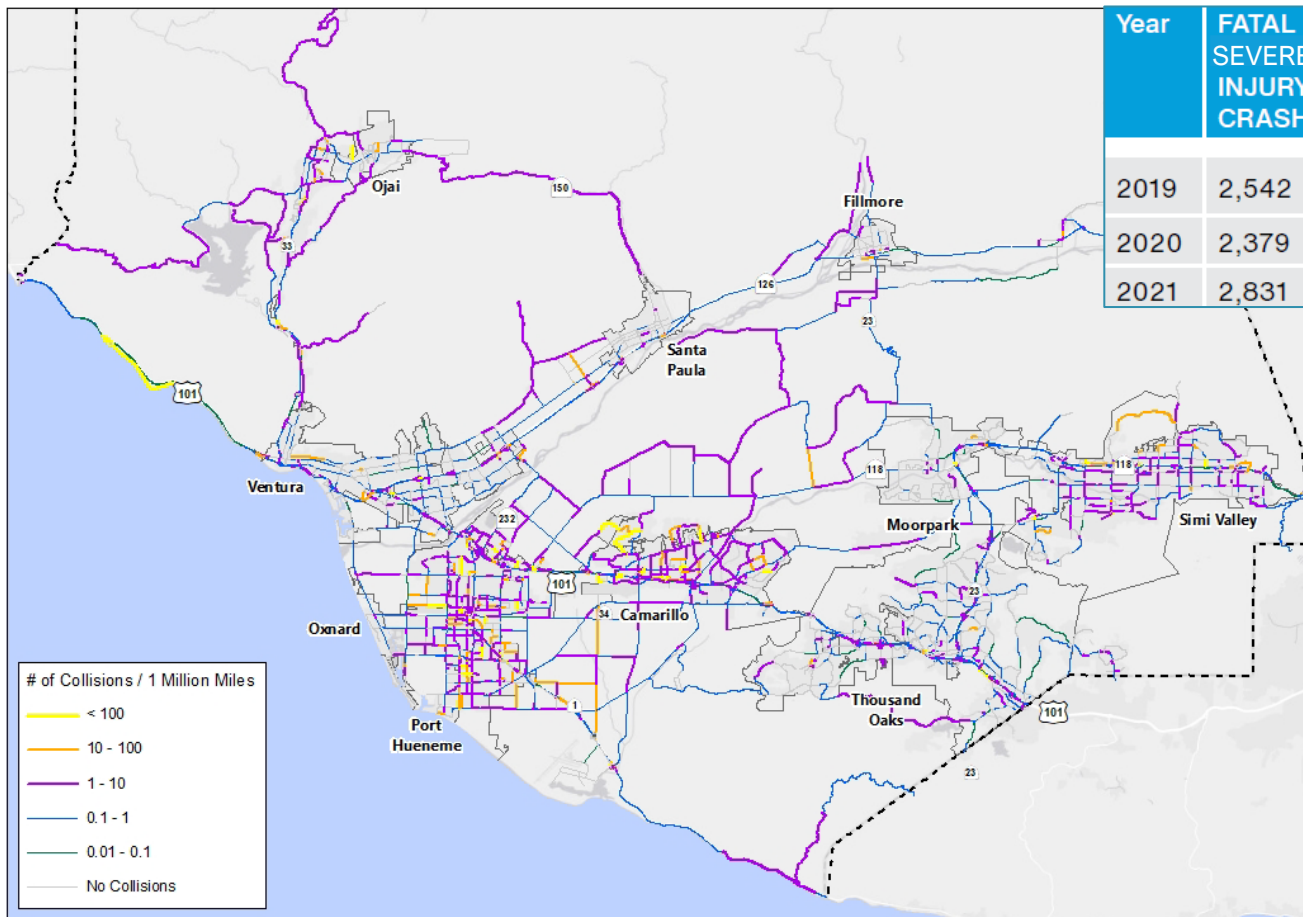 Year
FATAL
SEVERE
INJURY
CRASH
2019 2,542
2020 2,379
2021 2,831
Ojai
150
Fillmore
33
126
23
Santa
Paula
101
118
118
Ventura
232
Moorpark
Simi Valley
101
23
34
Camarillo
Oxnard
Thousand
Oaks
1
101
Port
Hueneme
23
# of Collisions / 1 Million Miles
< 100
10 - 100
1 - 10
0.1 - 1
0.01 - 0.1
No Collisions